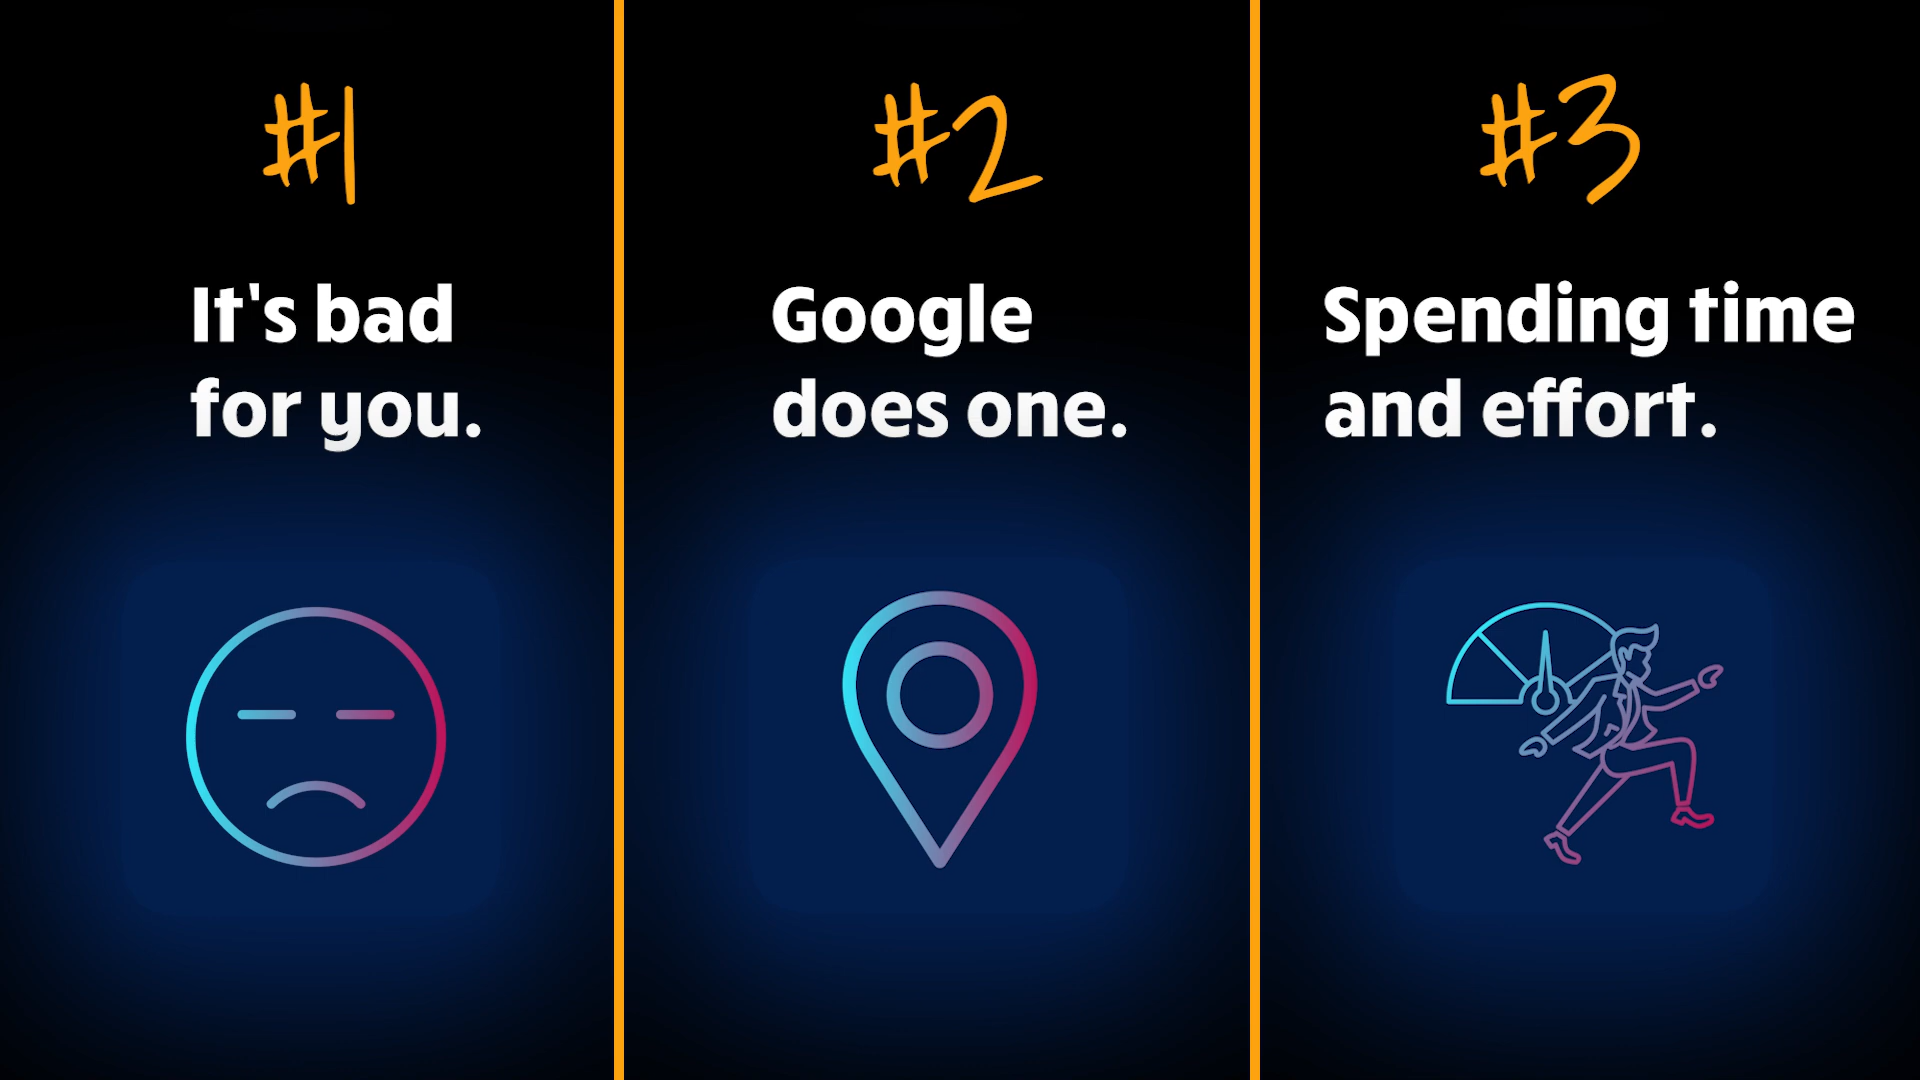 #1
It's bad
for you.
#2
Google
does one.
#3
Spending time
and effort.